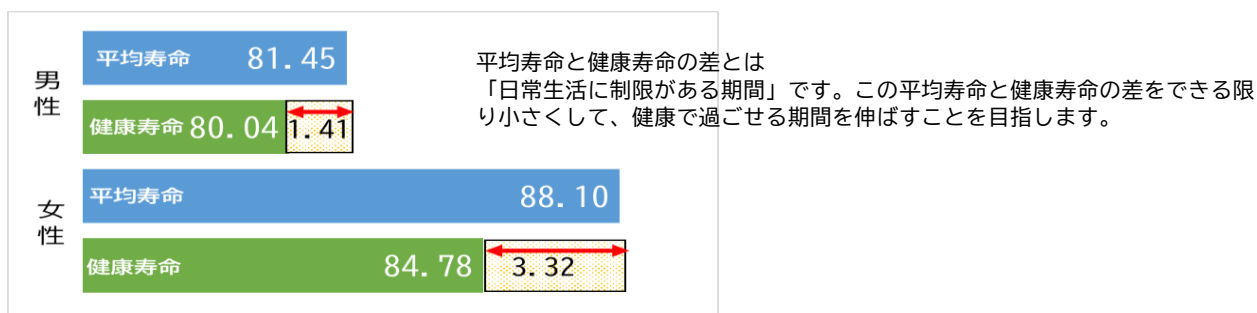 男性
平均寿命 81.45
健康寿命 80.04 1.41
女性
平均寿命 88.10
健康寿命 84.78 3.32
平均寿命と健康寿命の差とは
「日常生活に制限がある期間」です。この平均寿命と健康寿命の差をできる限
り小さくして、健康で過ごせる期間を伸ばすことを目指します。